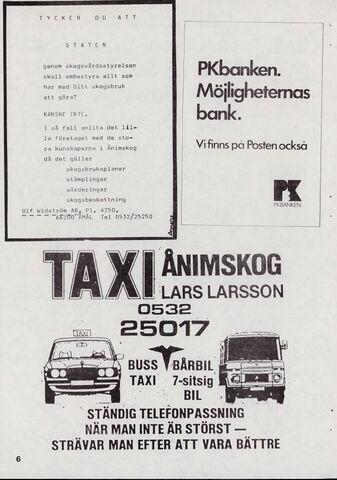 TYCKER DU ATT
STATEN
genom skogsvårdsstyrelsen
skall ombestyra allt som
har med Ditt skogsbruk
att göra?
KANSKE INTE,
I så fall anlita det lil-
la företaget med de sto-
ra kunskaperna i Ånimskog
då det gäller
skogsbruksplaner
stämplingar
värderingar
skogsbeskattning
Ulf Widström AB, Pl. 4250,
66200 ÅMÅL Tel 0532/25250
PKbanken.
Möjligheternas
bank.
Vi finns på Posten också
PK
PKBANKEN
TAXI ÅNIMSKOG
LARS LARSSON
0532
25017
TAXI
BUSS BÅRBIL
TAXI 7-sitsig
BIL
STÄNDIG TELEFONPASSNING
NÄR MAN INTE ÄR STÖRST —
STRÄVAR MAN EFTER ATT VARA BÄTTRE
6